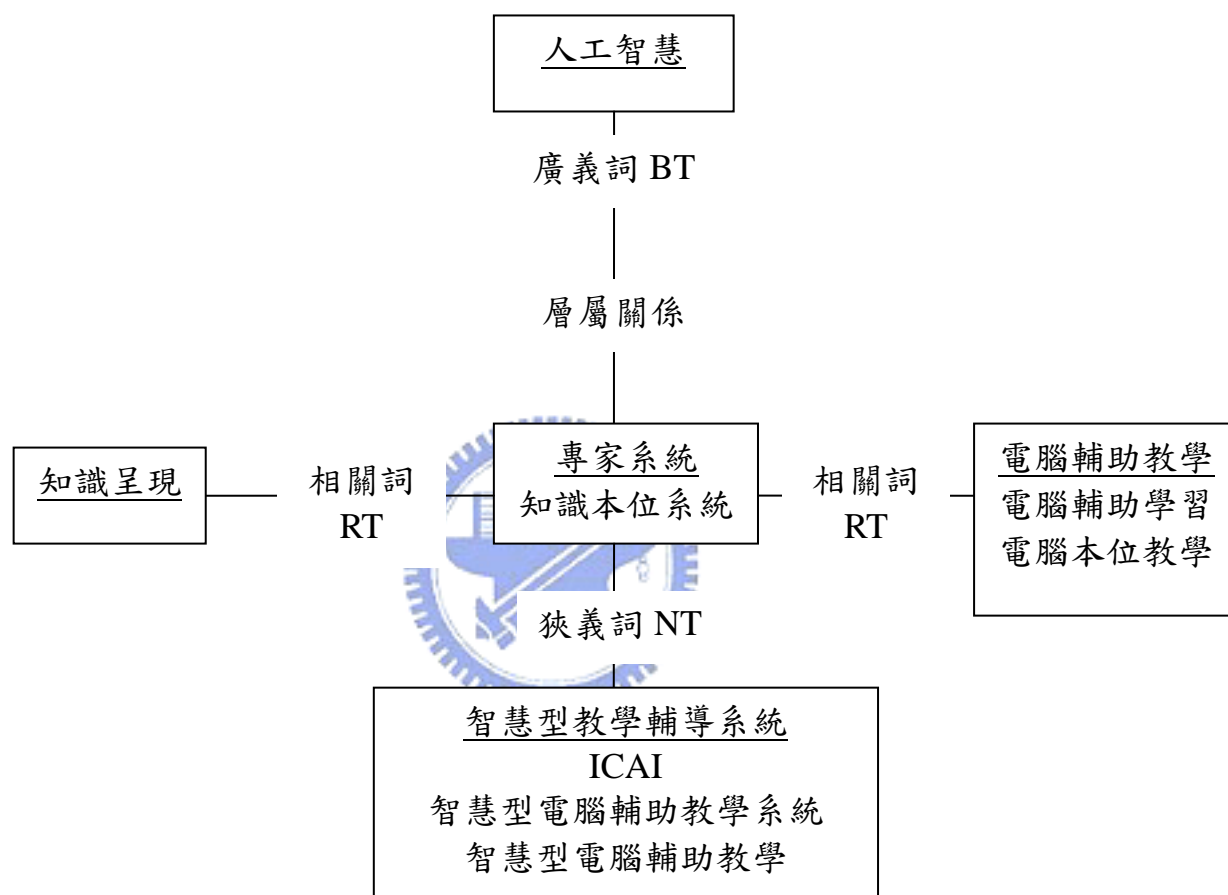 人工智慧
廣義詞 BT
層屬關係
知識呈現
相關詞
RT
專家系統
知識本位系統
相關詞
RT
電腦輔助教學
電腦輔助學習
電腦本位教學
狹義詞 NT
智慧型教學輔導系統
ICAI
智慧型電腦輔助教學系統
智慧型電腦輔助教學